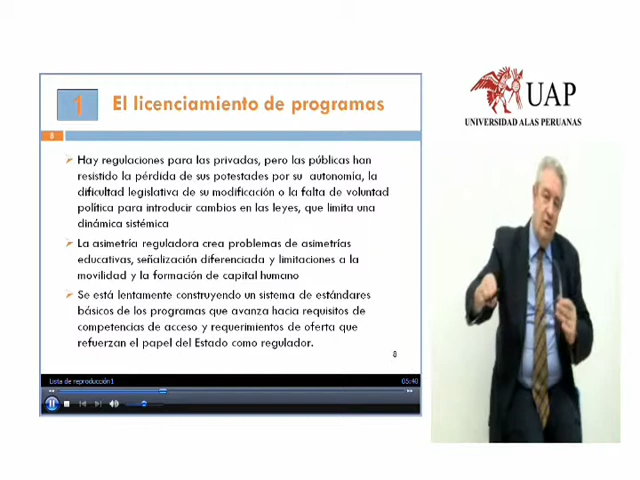 1 El licenciamiento de programas
8
Hay regulaciones para las privadas, pero las públicas han
resistido la pérdida de sus potestades por su autonomía, la
dificultad legislativa de su modificación o la falta de voluntad
política para introducir cambios en las leyes, que limita una
dinámica sistémica
La asimetría reguladora crea problemas de asimetrías
educativas, señalización diferenciada y limitaciones a la
movilidad y la formación de capital humano
Se está lentamente construyendo un sistema de estándares
básicos de los programas que avanza hacia requisitos de
competencias de acceso y requerimientos de oferta que
refuerzan el papel del Estado como regulador.
8
Lista de reproducción1
05:40
UAP
UNIVERSIDAD ALAS PERUANAS